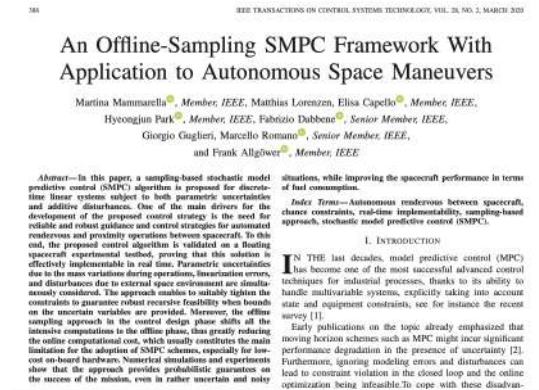 388
IEEE TRANSACTIONS ON CONTROL SYSTEMS TECHNOLOGY, VOL. 28, NO. 2, MARCH 2020
An Offline-Sampling SMPC Framework With
Application to Autonomous Space Maneuvers
Martina Mammarella, Member, IEEE, Matthias Lorenzen, Elisa Capello, Member, IEEE,
Hyeongjun Park, Member, IEEE, Fabrizio Dabbene, Senior Member, IEEE,
Giorgio Guglieri, Marcello Romano, Senior Member, IEEE,
and Frank Allgöwer, Member, IEEE
Abstract—In this paper, a sampling-based stochastic model
predictive control (SMPC) algorithm is proposed for discrete-
time linear systems subject to both parametric uncertainties
and additive disturbances. One of the main drivers for the
development of the proposed control strategy is the need for
reliable and robust guidance and control strategies for automated
rendezvous and proximity operations between spacecraft. To this
end, the proposed control algorithm is validated on a floating
spacecraft experimental testbed, proving that this solution is
effectively implementable in real time. Parametric uncertainties
due to the mass variations during operations, linearization errors,
and disturbances due to external space environment are simulta-
neously considered. The approach enables to suitably tighten the
constraints to guarantee robust recursive feasibility when bounds
on the uncertain variables are provided. Moreover, the offline
sampling approach in the control design phase shifts all the
intensive computations to the offline phase, thus greatly reducing
the online computational cost, which usually constitutes the main
limitation for the adoption of SMPC schemes, especially for low-
cost on-board hardware. Numerical simulations and experiments
show that the approach provides probabilistic guarantees on
the success of the mission, even in rather uncertain and noisy
situations, while improving the spacecraft performance in terms
of fuel consumption.
Index Terms—Autonomous rendezvous between spacecraft,
chance constraints, real-time implementability, sampling-based
approach, stochastic model predictive control (SMPC).
I. INTRODUCTION
IN THE last decades, model predictive control (MPC)
has become one of the most successful advanced control
techniques for industrial processes, thanks to its ability to
handle multivariable systems, explicitly taking into account
state and equipment constraints, see for instance the recent
survey [1].
Early publications on the topic already emphasized that
moving horizon schemes such as MPC might incur significant
performance degradation in the presence of uncertainty [2].
Furthermore, ignoring modeling errors and disturbances can
lead to constraint violation in the closed loop and the online
optimization being infeasible.To cope with these disadvan-